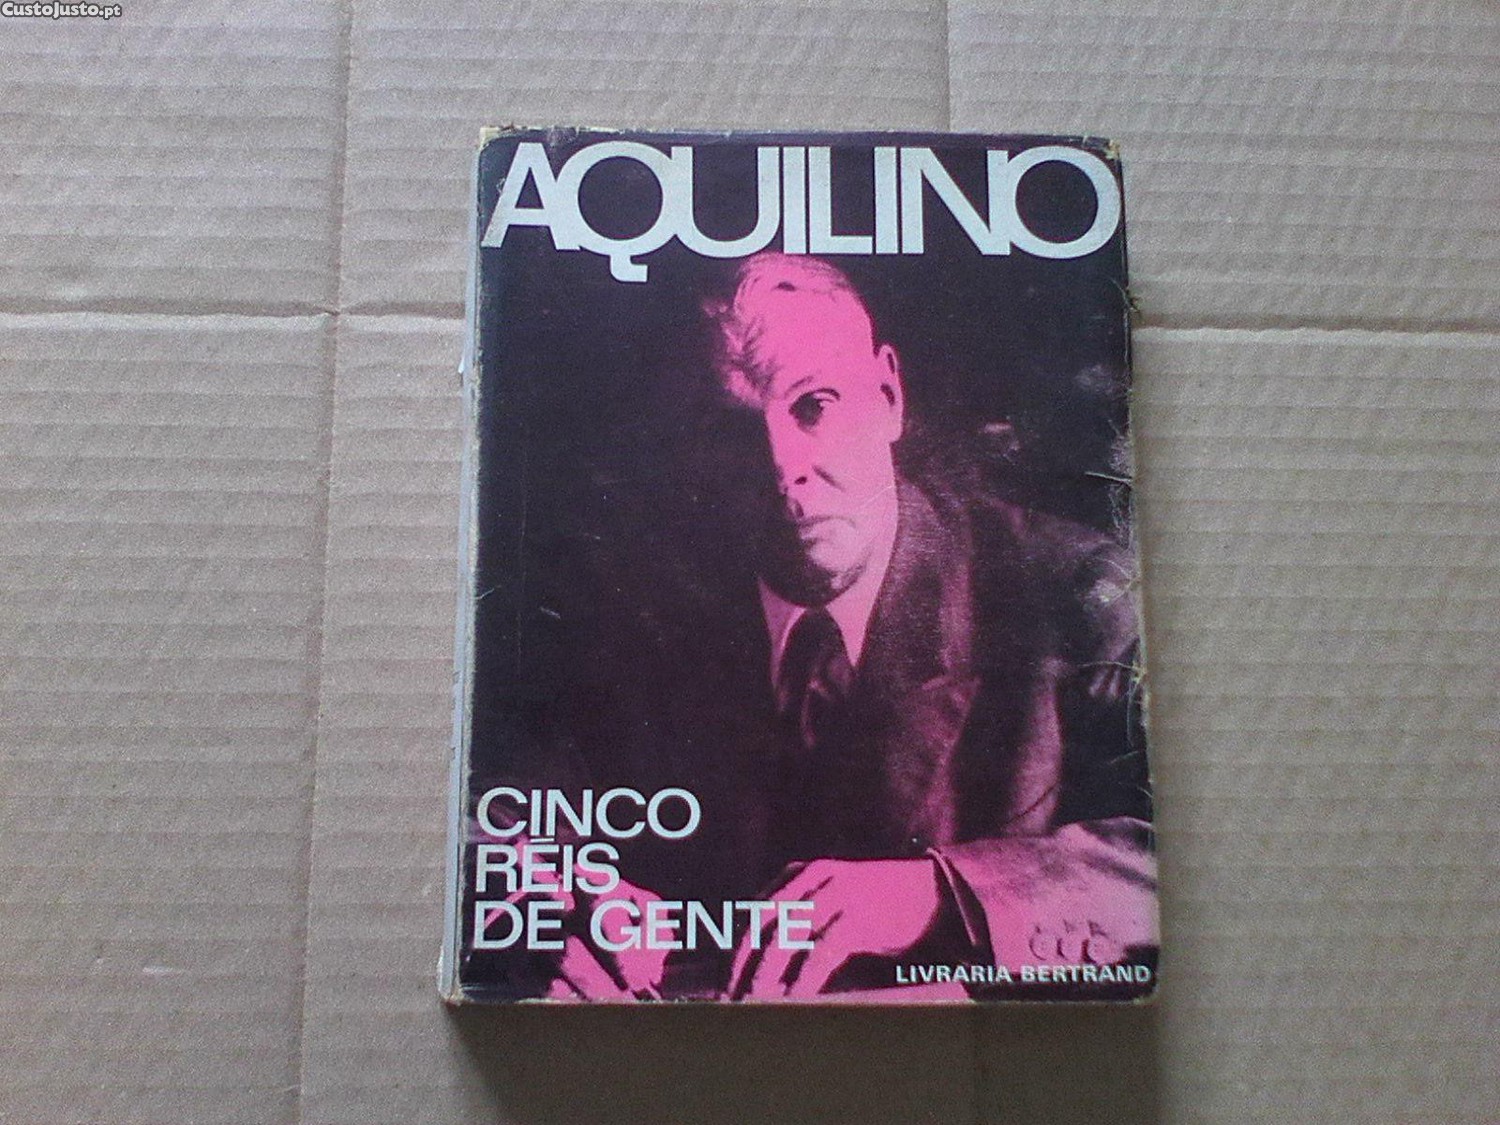 CustoJusto.pt
AQUILINO
CINCO
RÉIS
DE GENTE
LIVRARIA BERTRAND